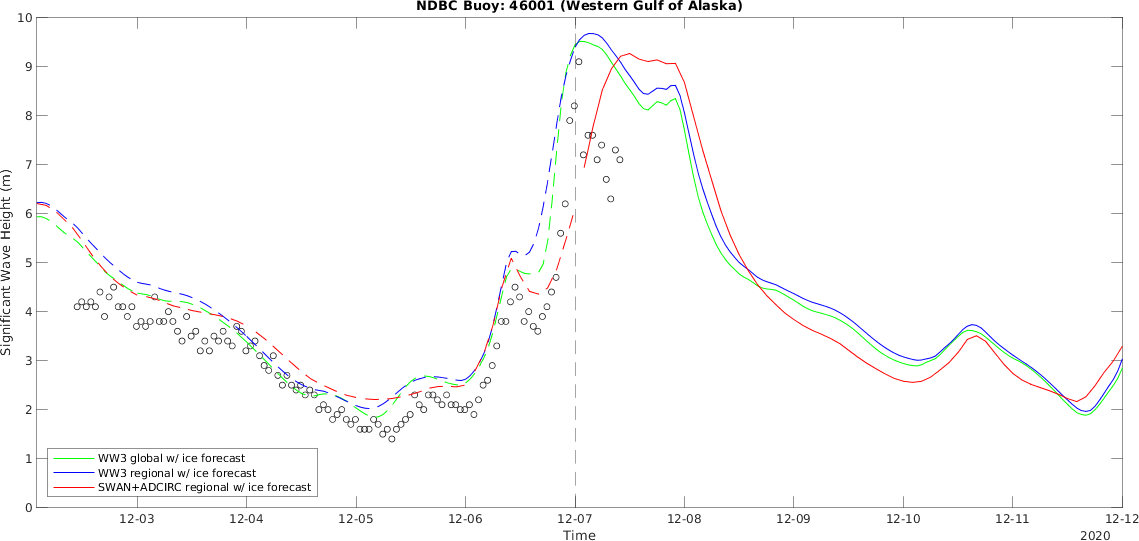 NDBC Buoy: 46001 (Western Gulf of Alaska)
10
9
8
7
6
5
4
3
2
1
0
Significant Wave Height (m)
WW3 global w/ ice forecast
WW3 regional w/ ice forecast
SWAN+ADCIRC regional w/ ice forecast
12-03 12-04 12-05 12-06 12-07 12-08 12-09 12-10 12-11 12-12
Time
2020